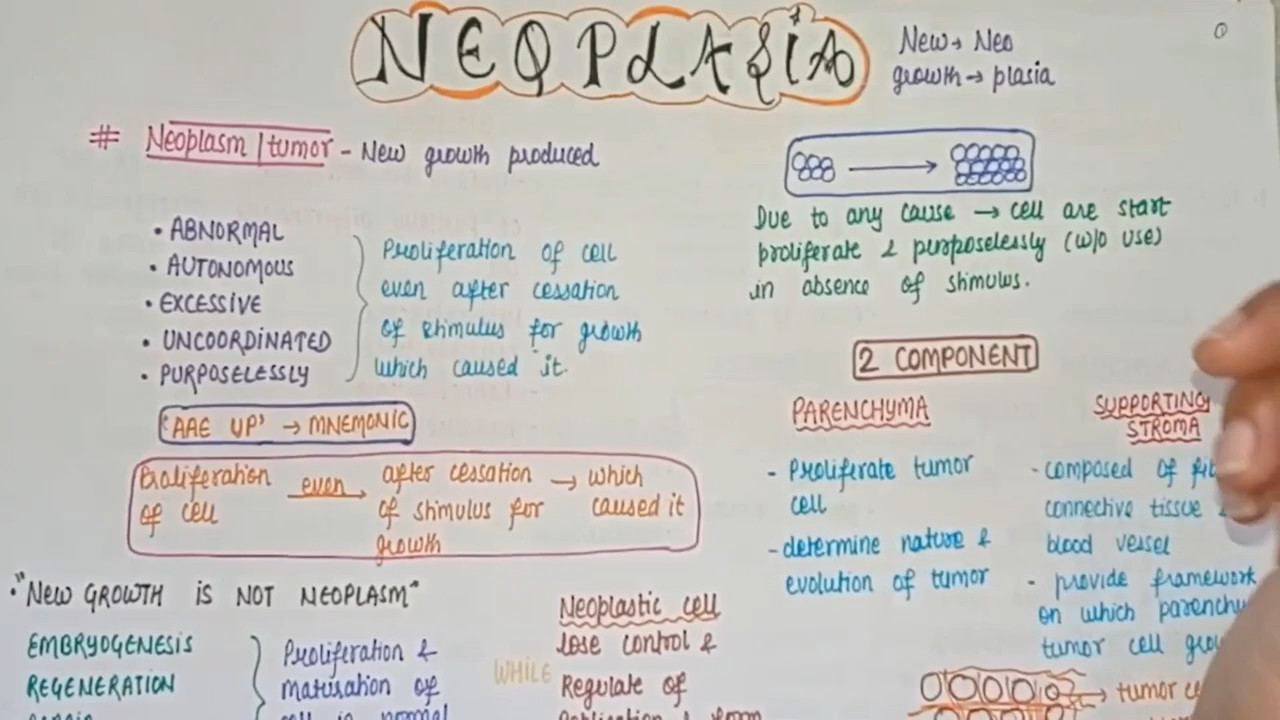 NEOPLASIA
New → Neo
growth → plasia
# Neoplasm/tumor - New growth produced
• ABNORMAL
• AUTONOMOUS
• EXCESSIVE
• UNCOORDINATED
• PURPOSELESSLY
Proliferation of cell
even after cessation
of stimulus for growth
which caused it.
'AAE UP' → MNEMONIC
Proliferation
of cell
even
after cessation
of stimulus for
growth
→ which
caused it
•"NEW GROWTH IS NOT NEOPLASM"
EMBRYOGENESIS
REGENERATION
Proliferation &
maturation of
cell is normal
WHILE
Neoplastic cell
lose control &
Regulate of
Due to any cause → cell are start
proliferate & purposelessly (w/o use)
in absence of stimulus.
2 COMPONENT
PARENCHYMA
- Proliferate tumor
cell
- determine nature &
evolution of tumor
SUPPORTING
STROMA
- composed of
connective tissue
blood vessel
- provide framework
on which
tumor cell
→ tumor